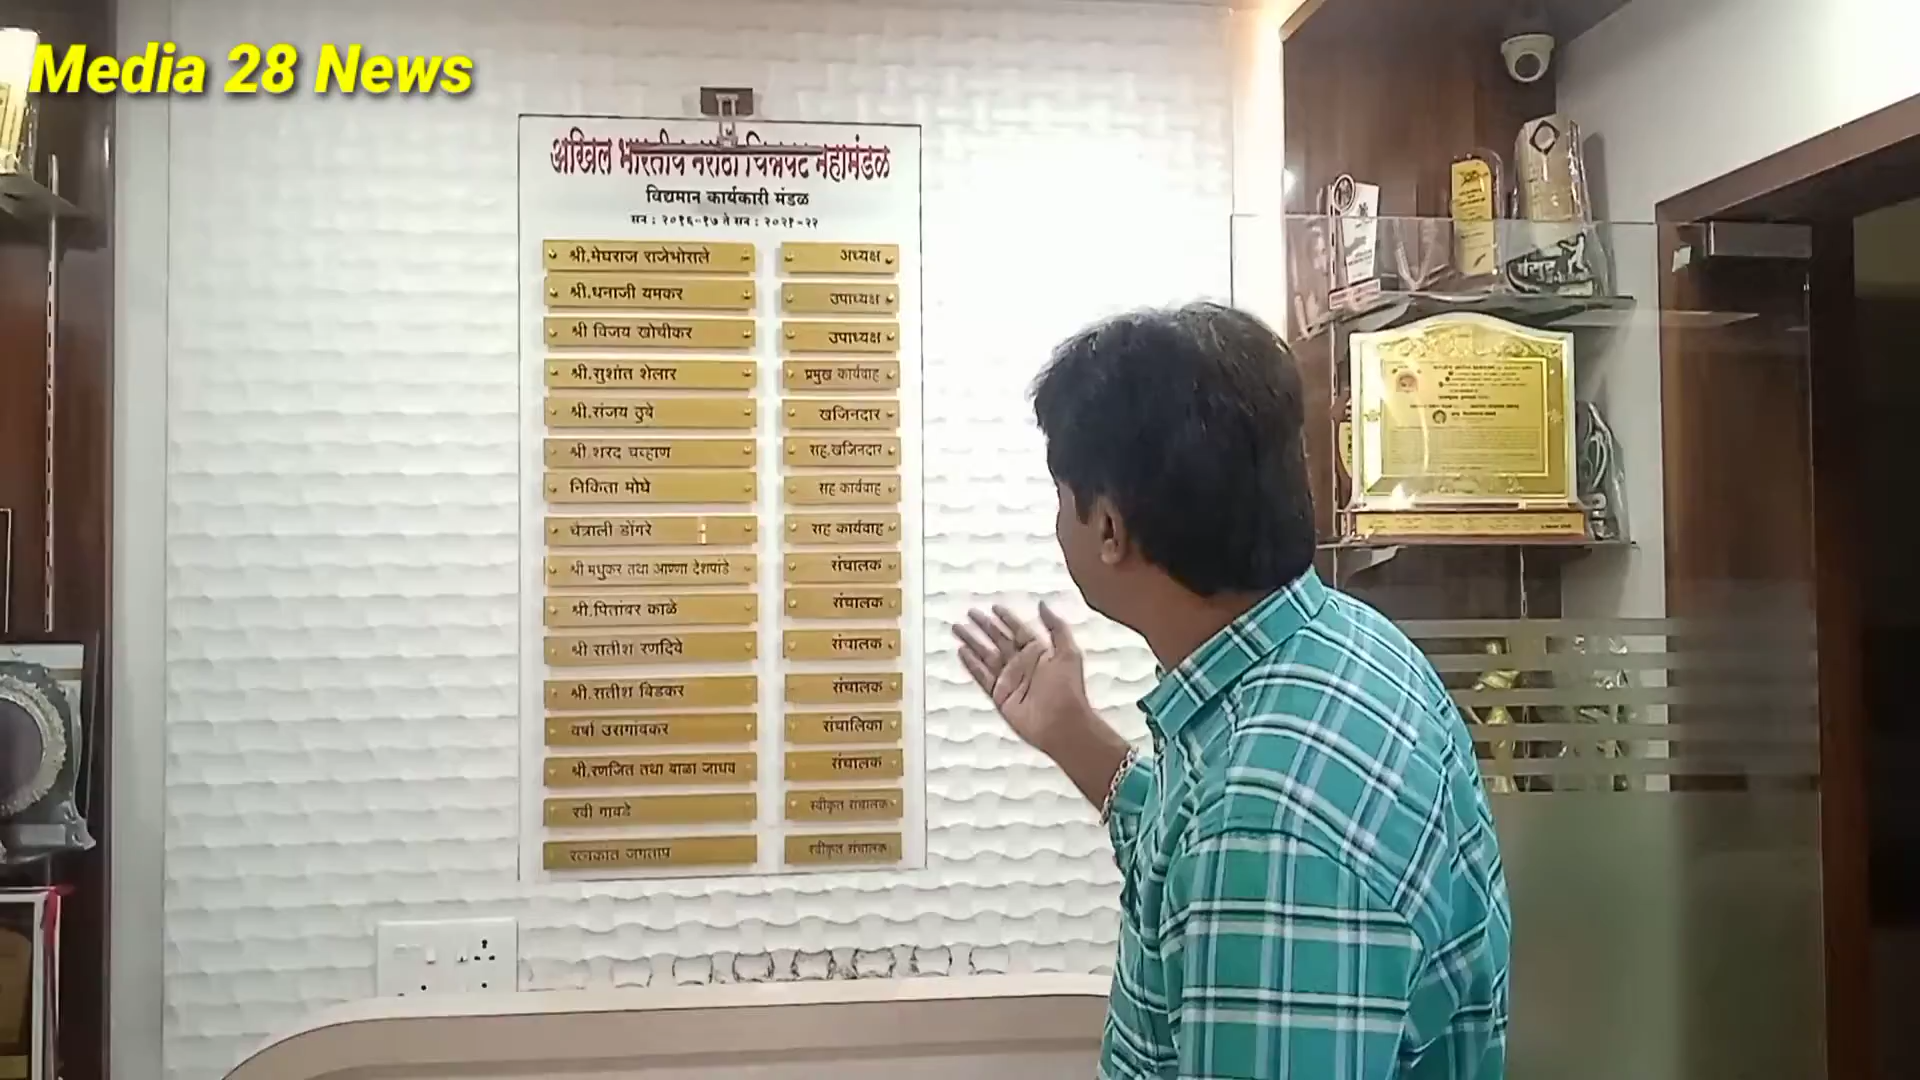 Media 28 News
अखिल भारतीय मराठी चित्रपट महामंडळ
विद्यमान कार्यकारी मंडळ
सन : २०१६-१७ ते सन : २०२१-२२
श्री.मेघराज राजेभोसले अध्यक्ष
श्री.धनाजी यमकर उपाध्यक्ष
श्री विजय खोचीकर उपाध्यक्ष
श्री.सुशांत शेलार प्रमुख कार्यवाह
श्री.संजय ठुबे खजिनदार
श्री.शरद चव्हाण सह.खजिनदार
निकिता मोघे सह कार्यवाह
चैत्राली डोंगरे सह कार्यवाह
श्री मधुकर तथा आण्णा देशपांडे संचालक
श्री.पितांबर काळे संचालक
श्री सतीश रणदिवे संचालक
श्री.सतीश बिडकर संचालक
वर्षा उसगांवकर संचालिका
श्री.रणजित तथा बाळा जाधव संचालक
रवी गावडे स्वीकृत संचालक
रत्नकांत जगताप स्वीकृत संचालक